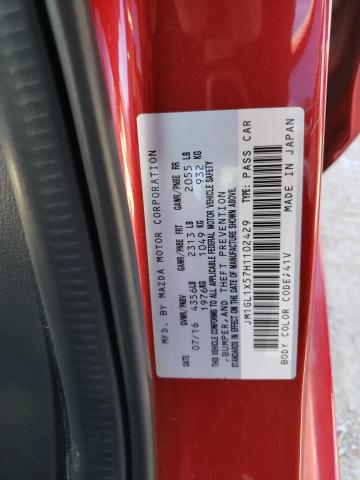 MFD. BY MAZDA MOTOR CORPORATION
DATE GVWR/PNBV GAWR/PNBE FRT GAWR/PNBE RR
07/16 4356LB 2313 LB 2055 LB
1976KG 1049 KG 932 KG
THIS VEHICLE CONFORMS TO ALL APPLICABLE FEDERAL MOTOR VEHICLE SAFETY
,BUMPER,AND THEFT PREVENTION
STANDARDS IN EFFECT ON THE DATE OF MANUFACTURE SHOWN ABOVE.
JM1GL1X57H1102429 TYPE: PASS CAR
BODY COLOR CODE;41V MADE IN JAPAN